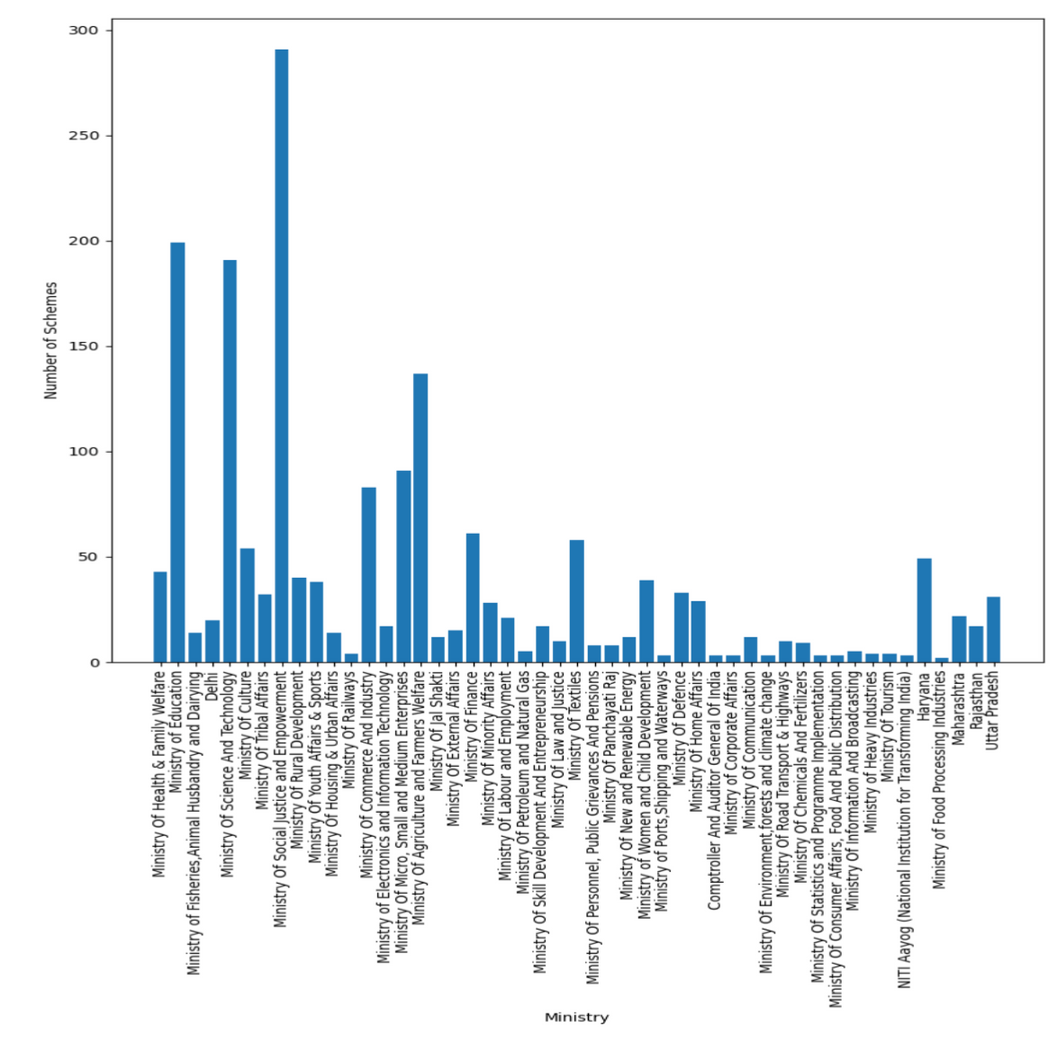 300
250
200
150
100
50
0
Number of Schemes
Ministry Of Health & Family Welfare
Ministry of Education
Ministry of Fisheries,Animal Husbandry and Dairying
Delhi
Ministry Of Science And Technology
Ministry Of Culture
Ministry Of Tribal Affairs
Ministry Of Social Justice and Empowerment
Ministry Of Rural Development
Ministry Of Youth Affairs & Sports
Ministry Of Housing & Urban Affairs
Ministry Of Railways
Ministry Of Commerce And Industry
Ministry of Electronics and Information Technology
Ministry Of Micro, Small and Medium Enterprises
Ministry Of Agriculture and Farmers Welfare
Ministry Of Jal Shakti
Ministry Of External Affairs
Ministry Of Finance
Ministry Of Minority Affairs
Ministry Of Labour and Employment
Ministry Of Petroleum and Natural Gas
Ministry Of Skill Development And Entrepreneurship
Ministry Of Law and Justice
Ministry Of Textiles
Ministry Of Personnel, Public Grievances And Pensions
Ministry Of Panchayati Raj
Ministry Of New and Renewable Energy
Ministry of Women and Child Development
Ministry of Ports,Shipping and Waterways
Ministry Of Defence
Ministry of Home Affairs
Comptroller And Auditor General Of India
Ministry of Corporate Affairs
Ministry Of Communication
Ministry Of Environment,forests and climate change
Ministry Of Road Transport & Highways
Ministry Of Chemicals And Fertilizers
Ministry Of Statistics and Programme Implementation
Ministry Of Consumer Affairs, Food And Public Distribution
Ministry Of Information And Broadcasting
Ministry of Heavy Industries
Ministry Of Tourism
NITI Aayog (National Institution for Transforming India)
Haryana
Ministry of Food Processing Industries
Maharashtra
Rajasthan
Uttar Pradesh
Ministry